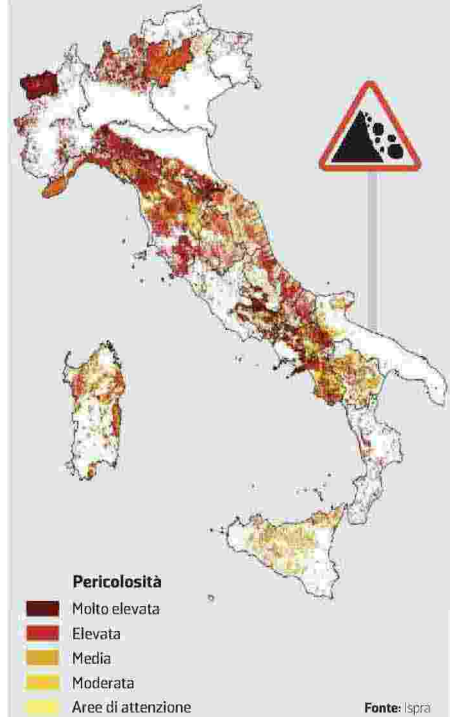 Pericolosità
Molto elevata
Elevata
Media
Moderata
Aree di attenzione
Fonte: Ispra